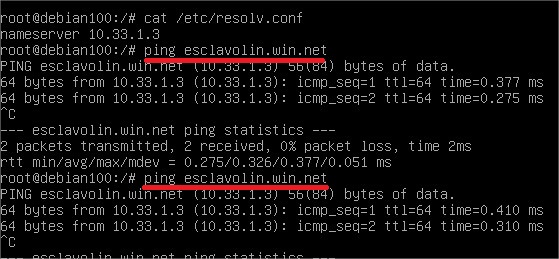 root@debian100:/# cat /etc/resolv.conf
nameserver 10.33.1.3
root@debian100:/# ping esclavolin.win.net
PING esclavolin.win.net (10.33.1.3) 56(84) bytes of data.
64 bytes from 10.33.1.3 (10.33.1.3): icmp_seq=1 ttl=64 time=0.377 ms
64 bytes from 10.33.1.3 (10.33.1.3): icmp_seq=2 ttl=64 time=0.275 ms
^C
--- esclavolin.win.net ping statistics ---
2 packets transmitted, 2 received, 0% packet loss, time 2ms
rtt min/avg/max/mdev = 0.275/0.326/0.377/0.051 ms
root@debian100:/# ping esclavolin.win.net
PING esclavolin.win.net (10.33.1.3) 56(84) bytes of data.
64 bytes from 10.33.1.3 (10.33.1.3): icmp_seq=1 ttl=64 time=0.410 ms
64 bytes from 10.33.1.3 (10.33.1.3): icmp_seq=2 ttl=64 time=0.310 ms
^C
--- esclavolin.win.net ping statistics ---